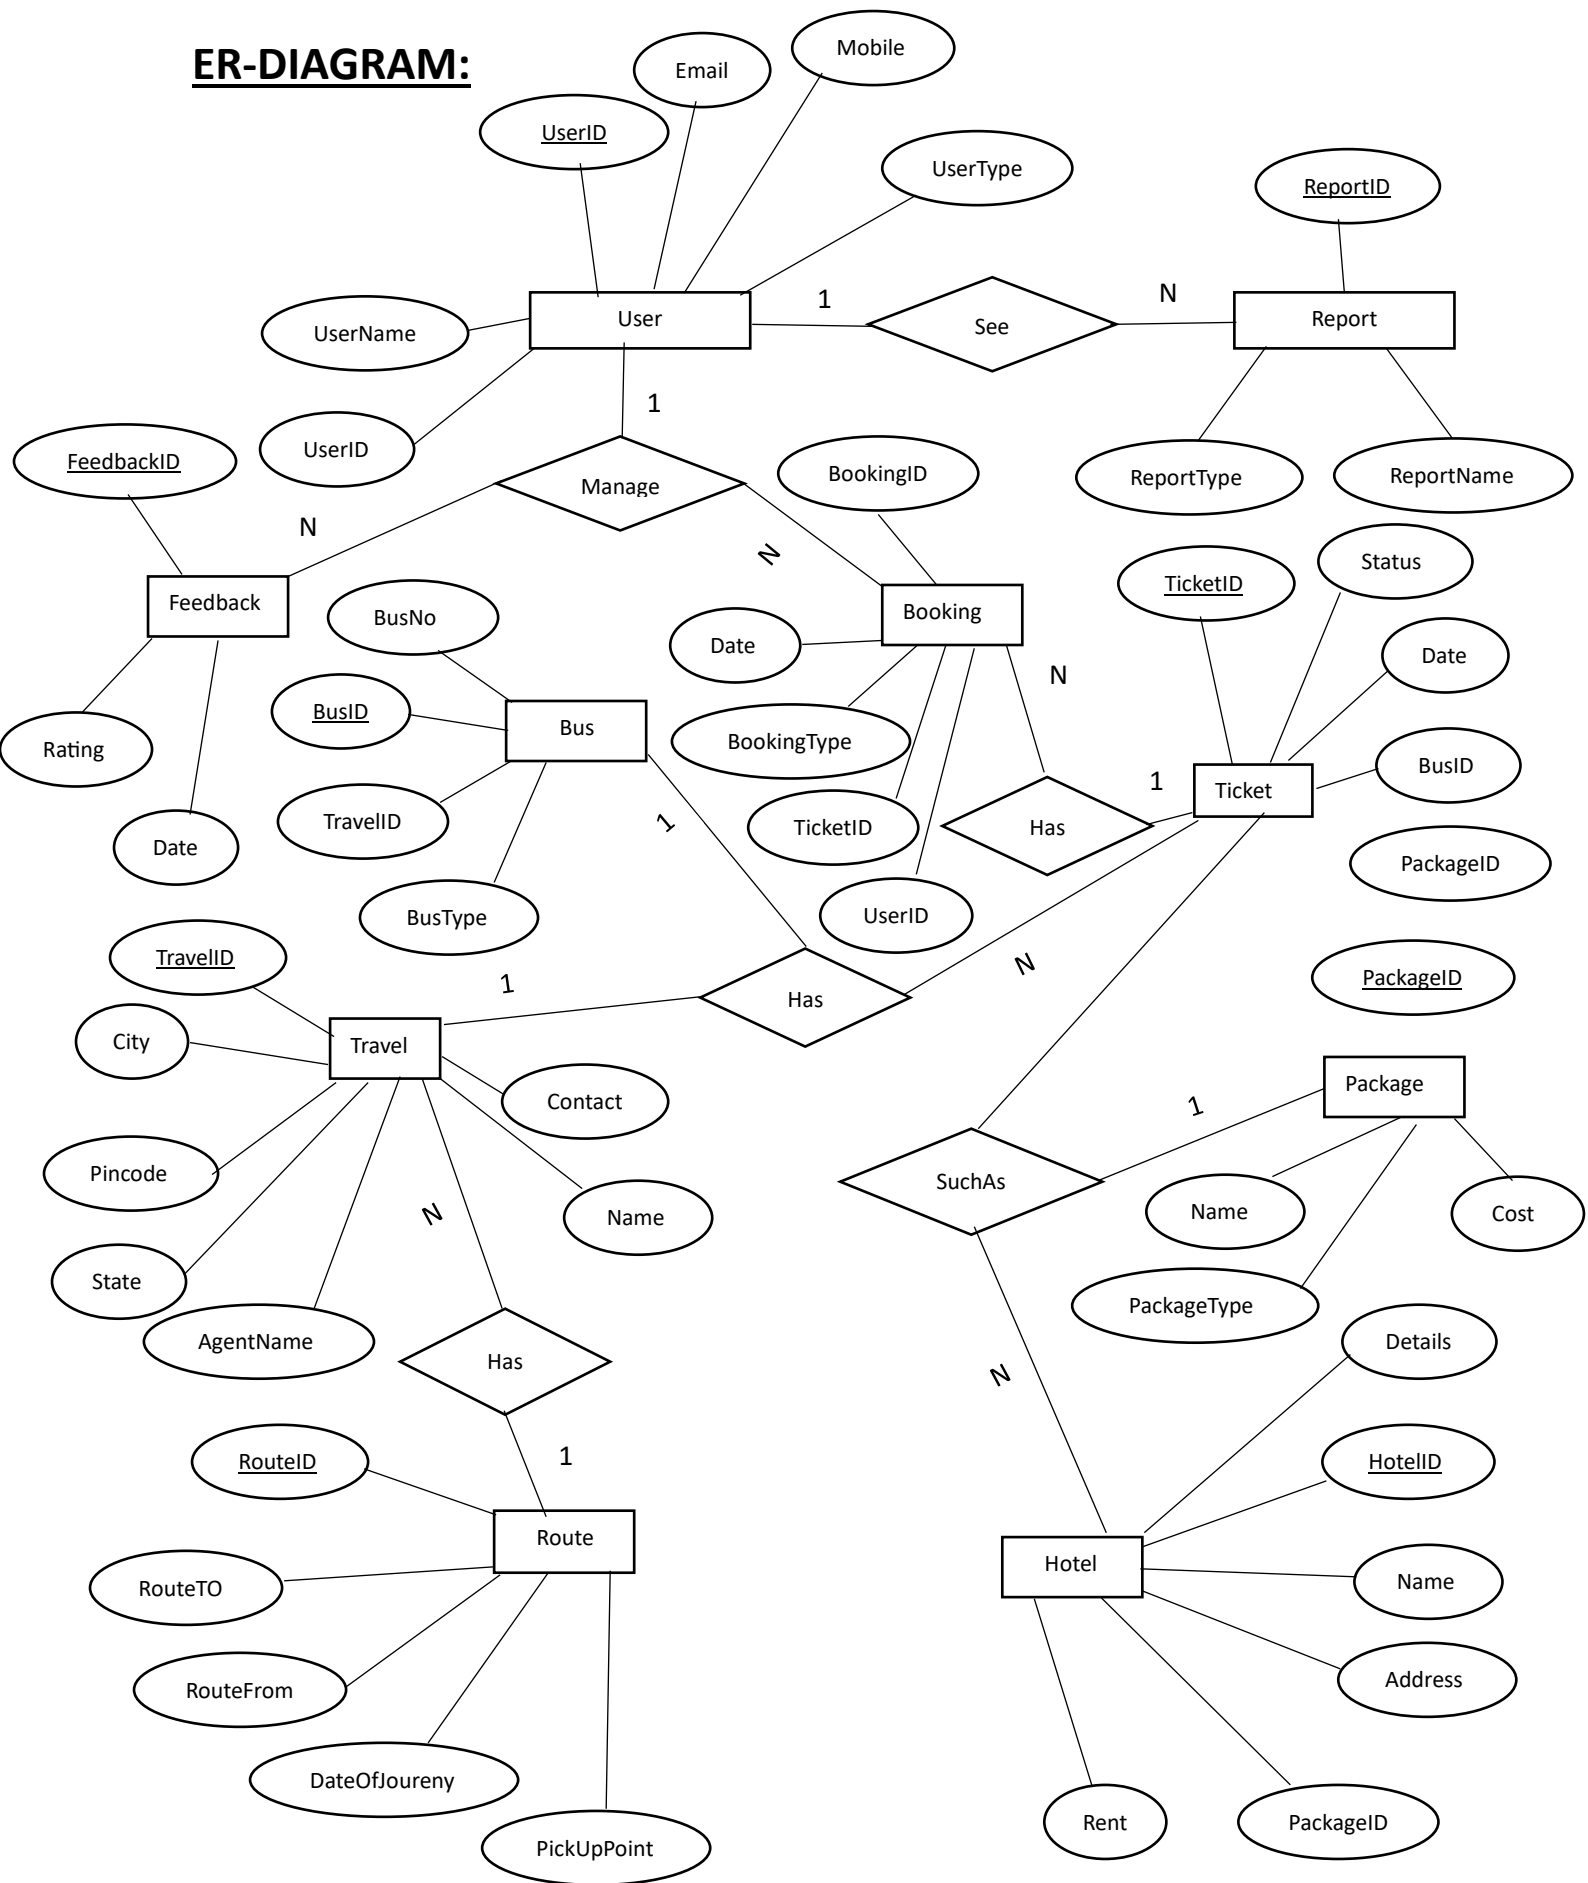 ER-DIAGRAM:
Mobile
Email
UserID
UserType
ReportID
1
N
User
Report
See
UserName
1
UserID
FeedbackID
BookingID
ReportType
ReportName
Manage
N
N
Status
TicketID
Feedback
BusNo
Booking
Date
Date
N
BusID
Bus
Rating
BookingType
BusID
1
Ticket
1
TravelID
TicketID
Has
Date
PackageID
BusType
UserID
TravelID
N
PackageID
1
Has
City
Travel
Package
Contact
1
Pincode
SuchAs
N
Name
Name
Cost
State
PackageType
AgentName
Details
Has
N
RouteID
1
HotelID
Route
Hotel
RouteTO
Name
RouteFrom
Address
DateOfJoureny
Rent
PackageID
PickUpPoint